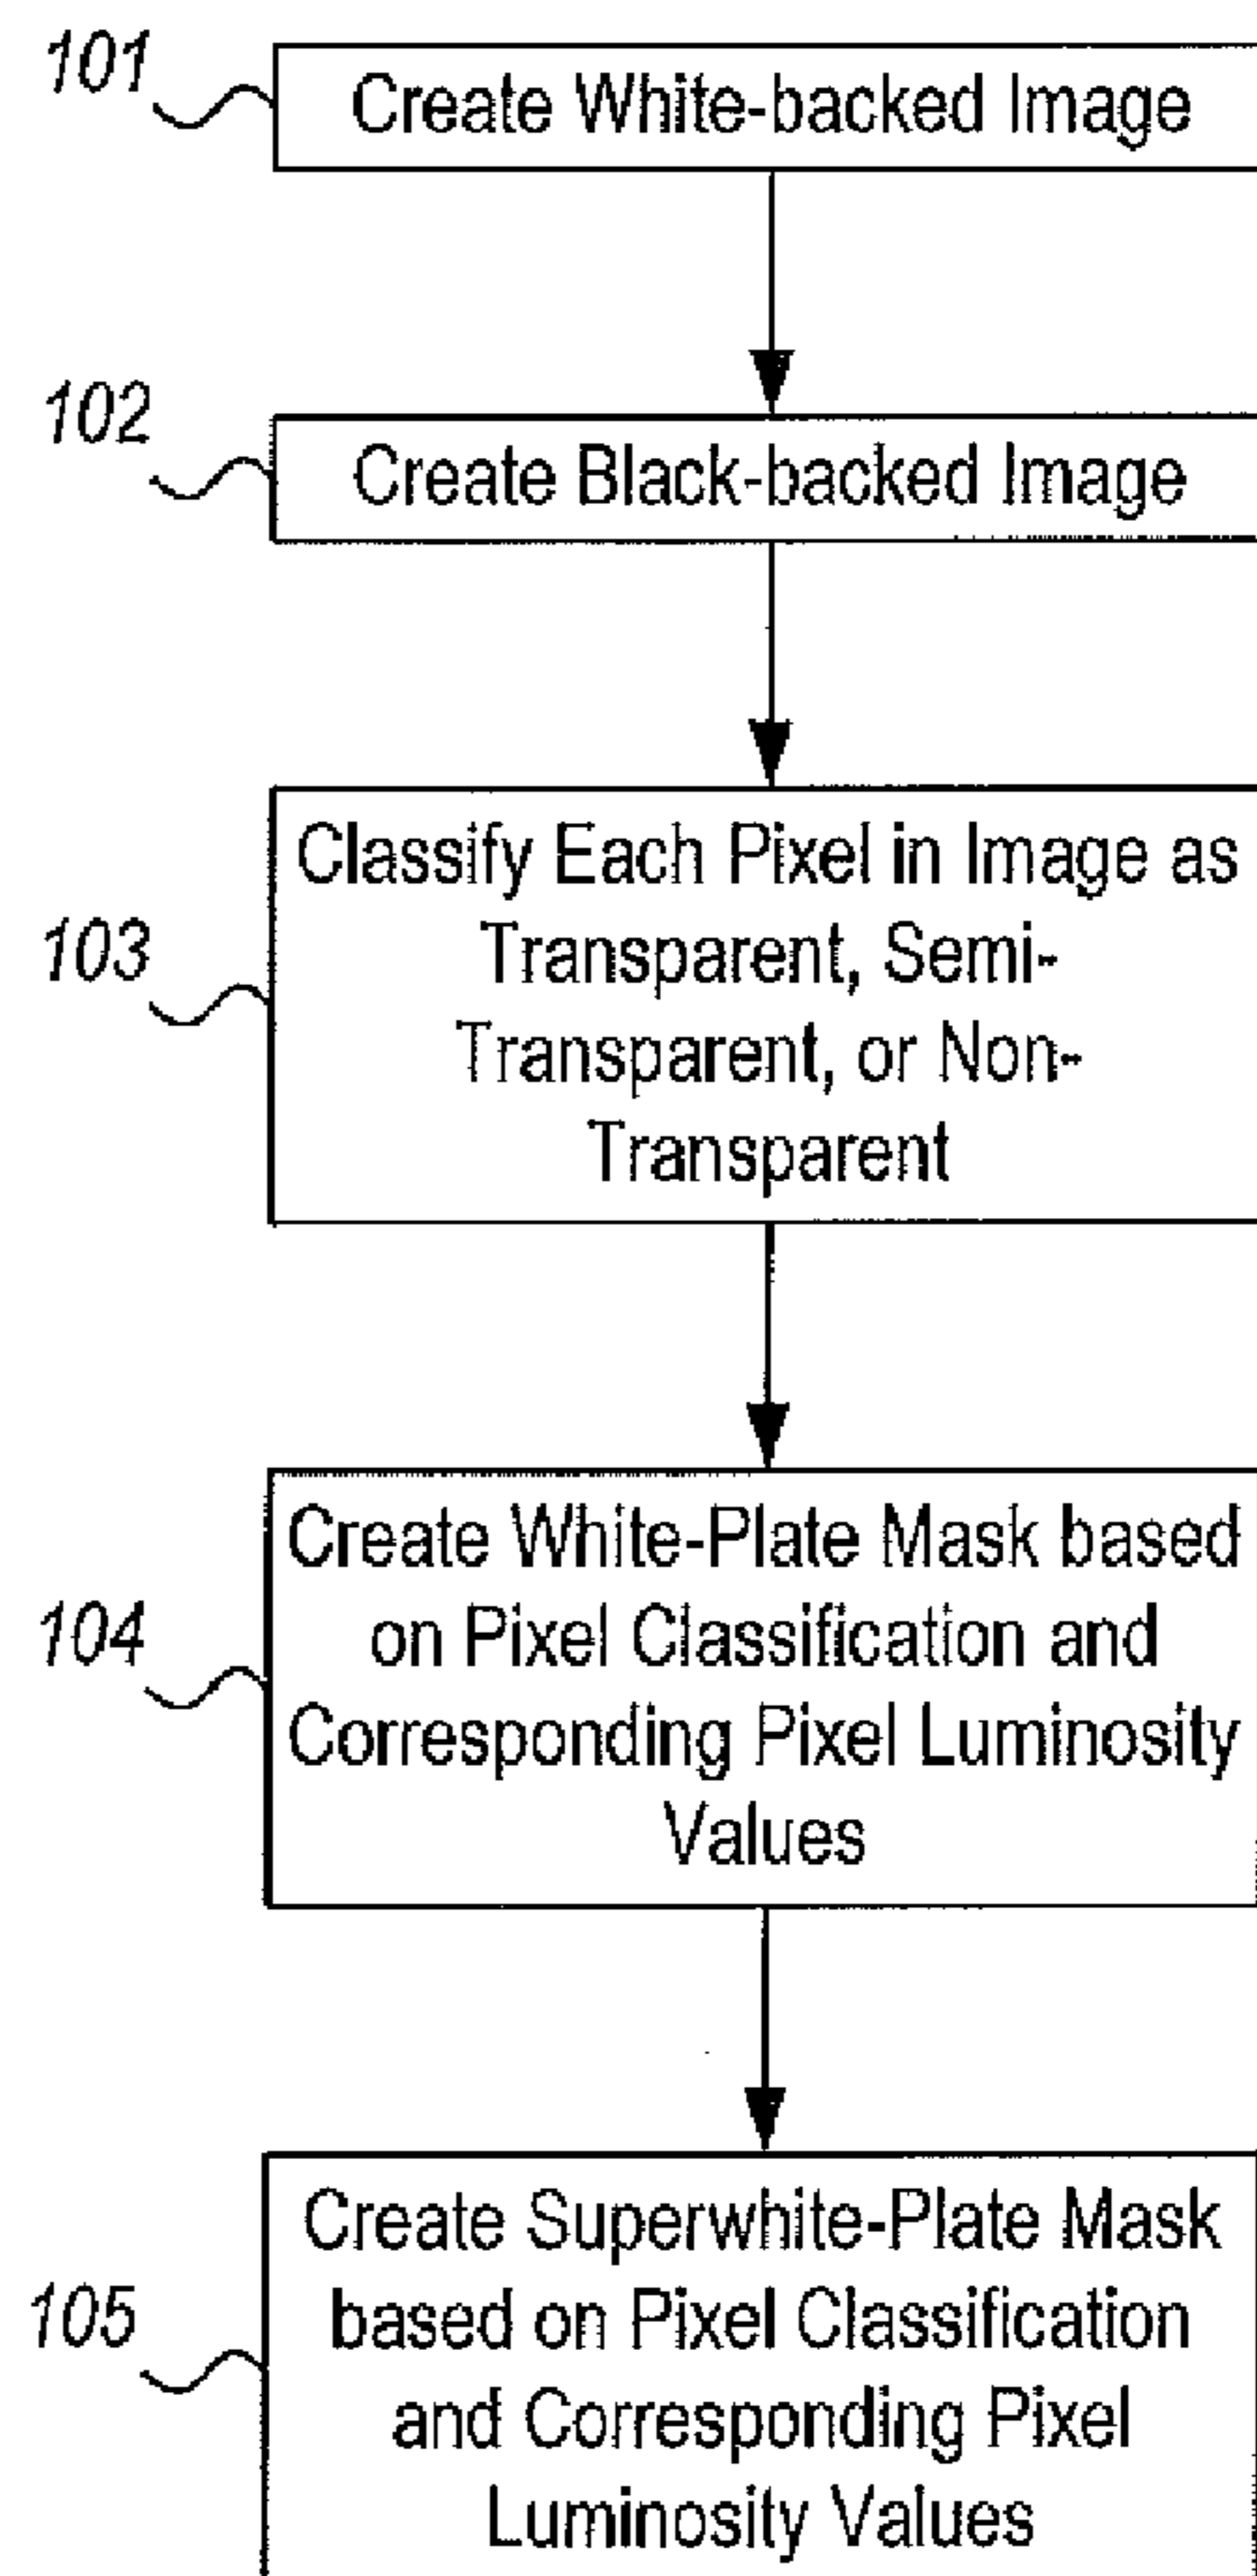 101
Create White-backed Image
102
Create Black-backed Image
103
Classify Each Pixel in Image as
Transparent, Semi-
Transparent, or Non-
Transparent
104
Create White-Plate Mask based
on Pixel Classification and
Corresponding Pixel Luminosity
Values
105
Create Superwhite-Plate Mask
based on Pixel Classification
and Corresponding Pixel
Luminosity Values